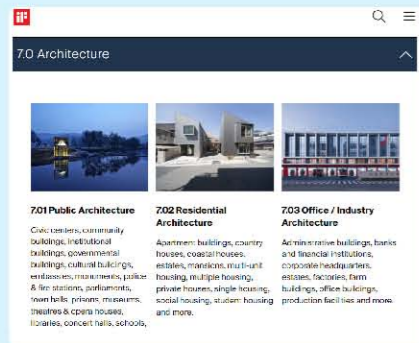 iF
7.0 Architecture
7.01 Public Architecture
Civic centers, community
buildings, institutional
buildings, governmental
buildings, cultural buildings,
embassies, monuments, police
& fire stations, parliaments,
town halls, prisons, museums,
theatres & opera houses,
libraries, concert halls, schools,
7.02 Residential
Architecture
Apartment buildings, country
houses, coastal houses,
estates, mansions, multi-unit
housing, multiple housing,
private houses, single housing,
social housing, student housing
and more.
7.03 Office / Industry
Architecture
Administrative buildings, banks
and financial institutions,
corporate headquarters,
estates, factories, farm
buildings, office buildings,
production facilities and more.